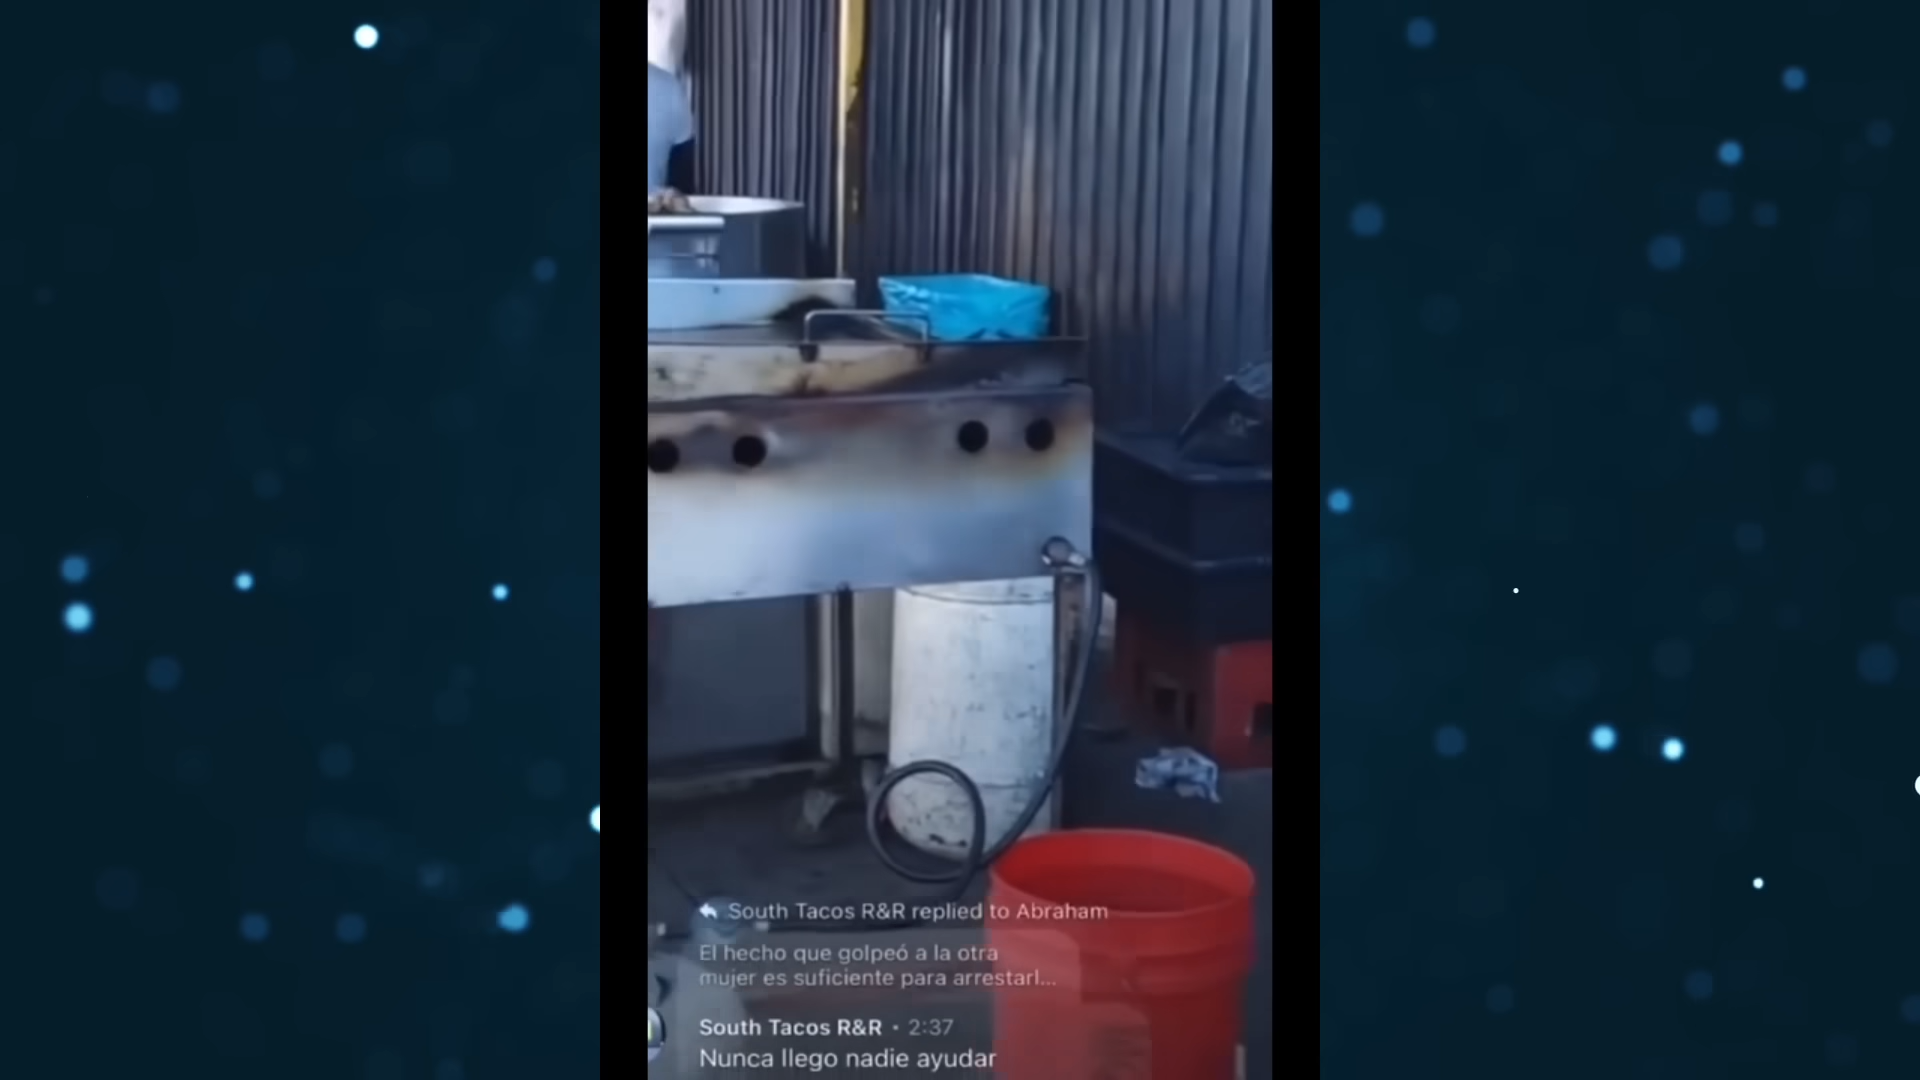 South Tacos R&R replied to Abraham
El hecho que golpeó a la otra
mujer es suficiente para arrestarl...
South Tacos R&R · 2:37
Nunca llego nadie ayudar